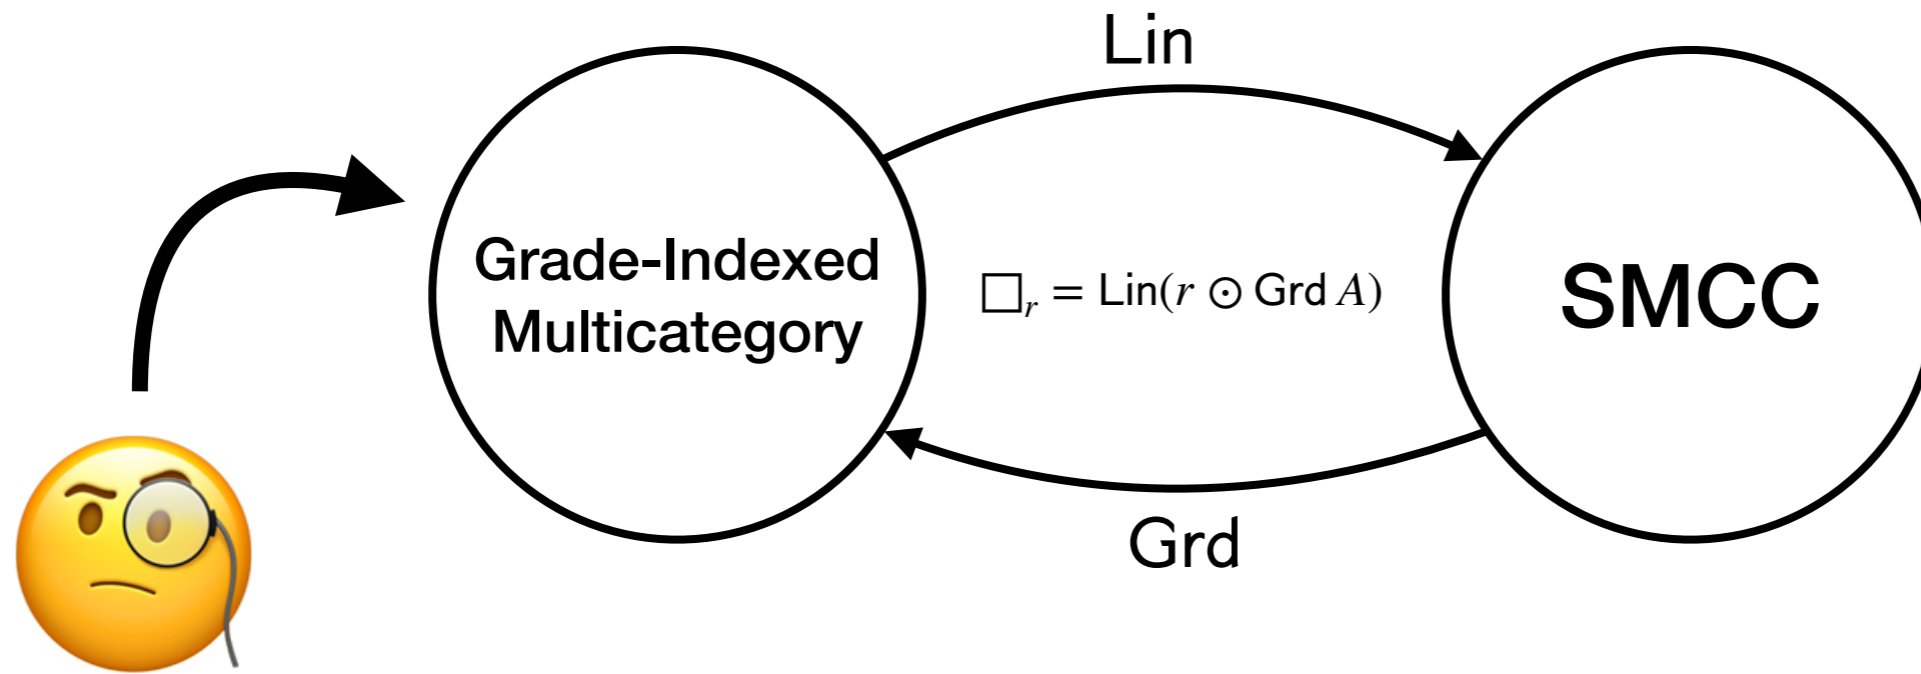 Lin
Grade-Indexed
Multicategory
□ᵣ = Lin(r ⊙ Grd A)
SMCC
Grd